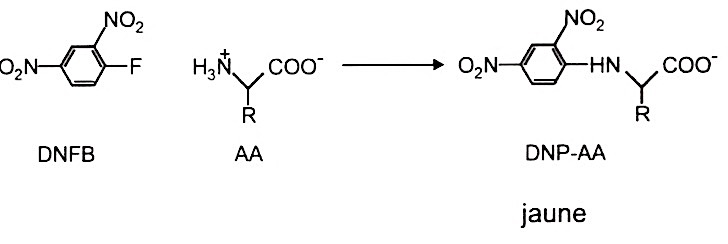 NO₂
O₂N
F
H₃N⁺
COO⁻
R
NO₂
O₂N
HN
COO⁻
R
DNFB
AA
DNP-AA
jaune